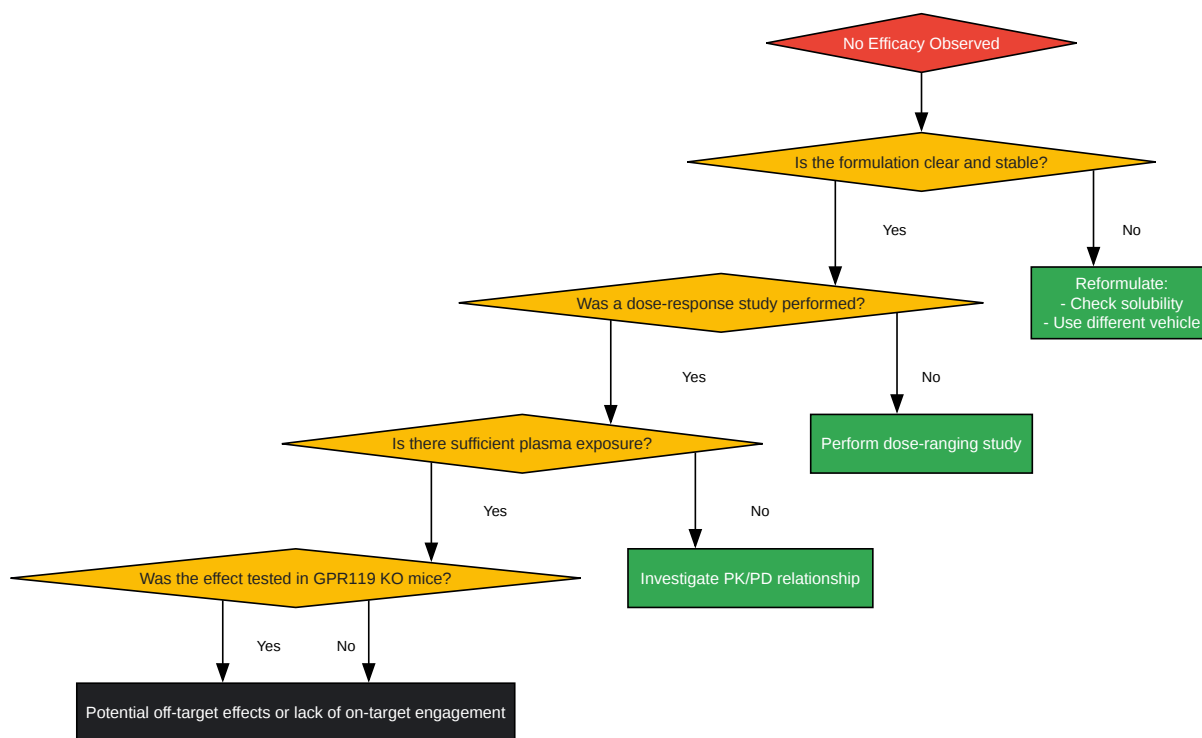 No Efficacy Observed
Is the formulation clear and stable?
Yes
No
Reformulate:
- Check solubility
- Use different vehicle
Was a dose-response study performed?
Yes
No
Perform dose-ranging study
Is there sufficient plasma exposure?
Yes
No
Investigate PK/PD relationship
Was the effect tested in GPR119 KO mice?
Yes
No
Potential off-target effects or lack of on-target engagement